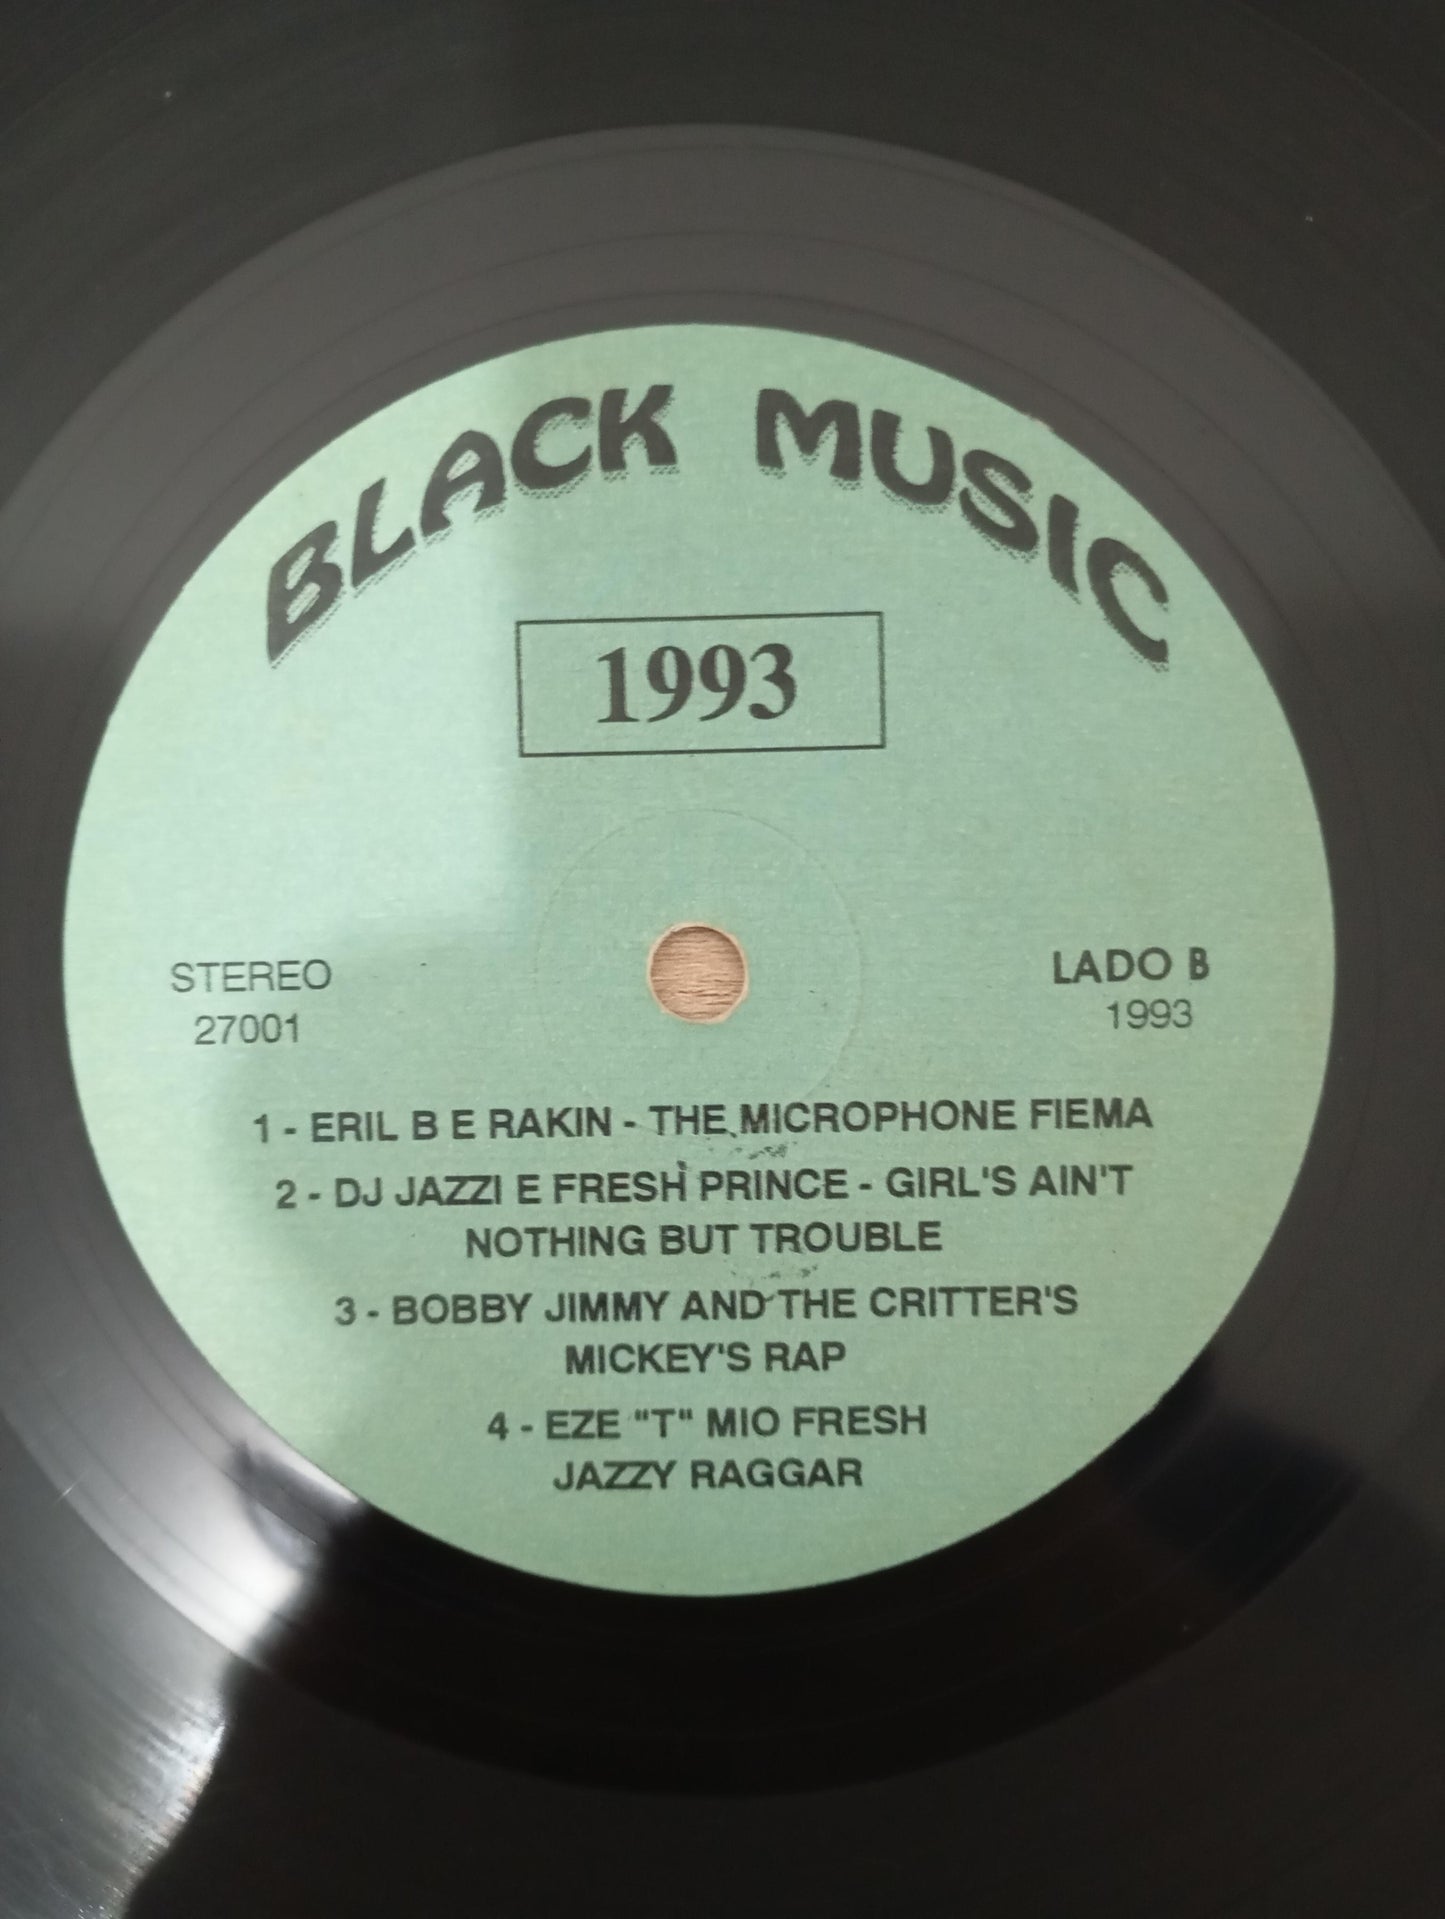 BLACK MUSIC
1993
STEREO
27001
LADO B
1993
1 - ERIL B E RAKIN - THE MICROPHONE FIEMA
2 - DJ JAZZI E FRESH PRINCE - GIRL'S AIN'T
NOTHING BUT TROUBLE
3 - BOBBY JIMMY AND THE CRITTER'S
MICKEY'S RAP
4 - EZE "T" MIO FRESH
JAZZY RAGGAR